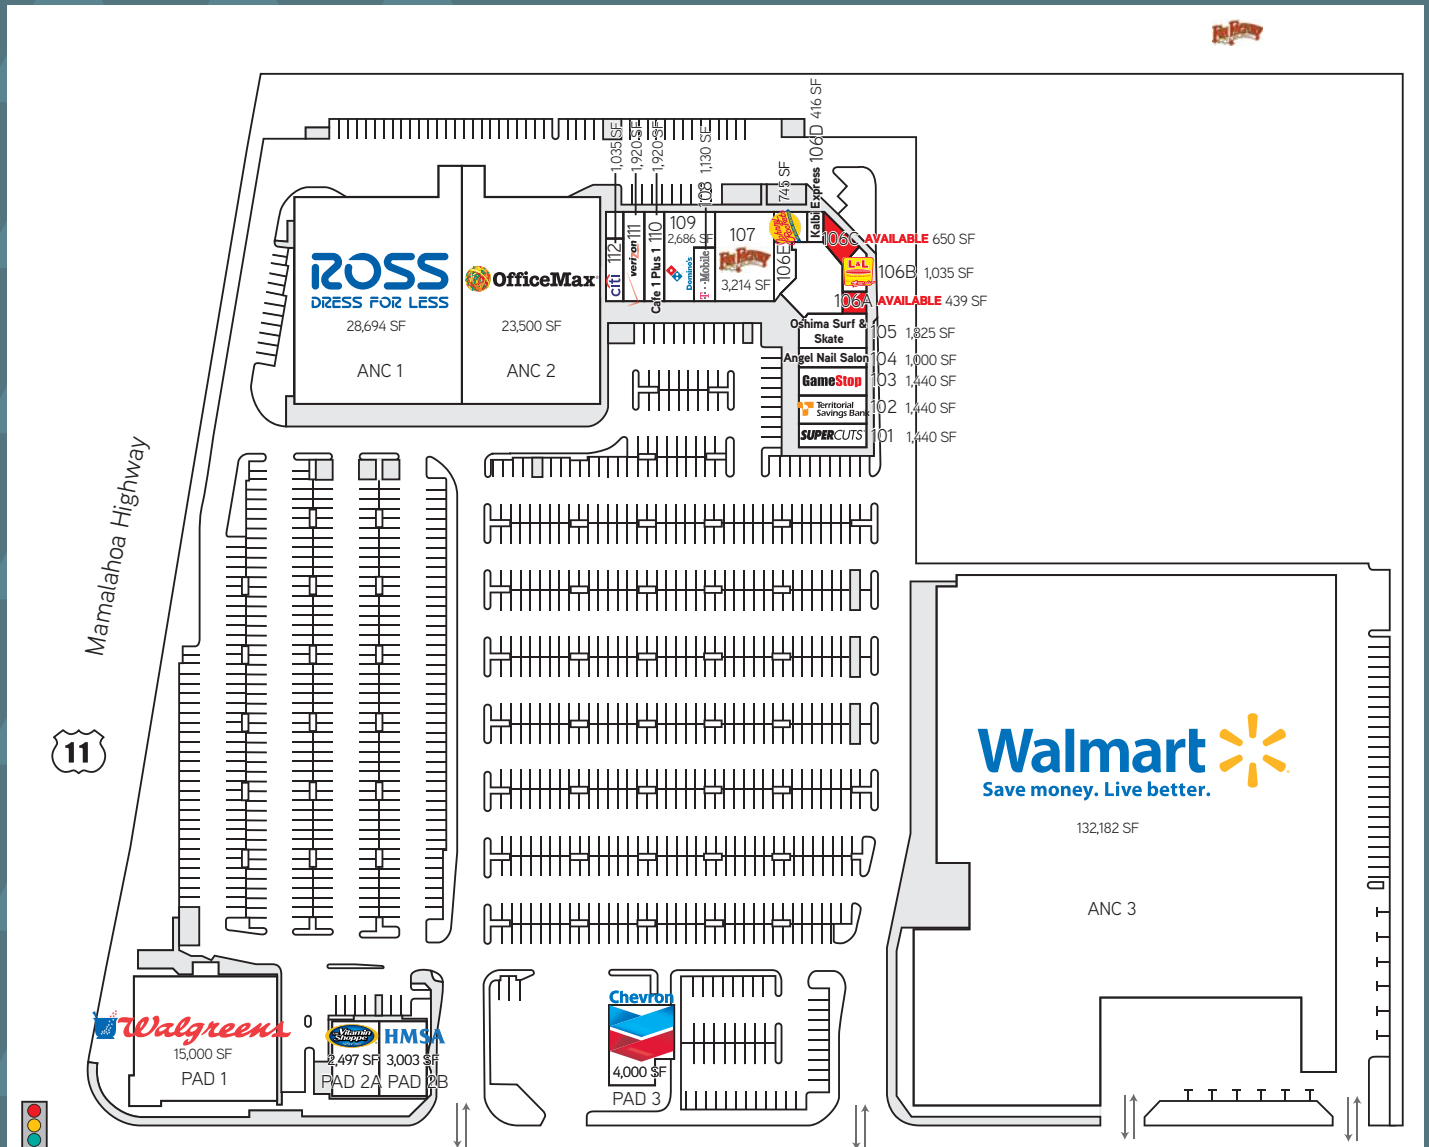 Fun Factory
416 SF
106D
Kalbi Express
1,035 SF
1,920 SF
1,920 SF
1,130 SF
108
745 SF
ROSS
DRESS FOR LESS
28,694 SF
ANC 1
OfficeMax
23,500 SF
ANC 2
112
citi
111
verizon
110
Cafe 1 Plus 1
109
2,686 SF
Domino's
T··Mobile
107
Fun Factory
3,214 SF
106E
106C AVAILABLE 650 SF
L&L
106B 1,035 SF
106A AVAILABLE 439 SF
Oshima Surf &
Skate
105 1,825 SF
Angel Nail Salon 104 1,000 SF
GameStop 103 1,440 SF
Territorial
Savings Bank
102 1,440 SF
SUPERCUTS 101 1,440 SF
Mamalahoa Highway
11
Walmart
Save money. Live better.
132,182 SF
ANC 3
Walgreens
15,000 SF
PAD 1
Vitamin
Shoppe
2,497 SF
PAD 2A
HMSA
3,003 SF
PAD 2B
Chevron
4,000 SF
PAD 3